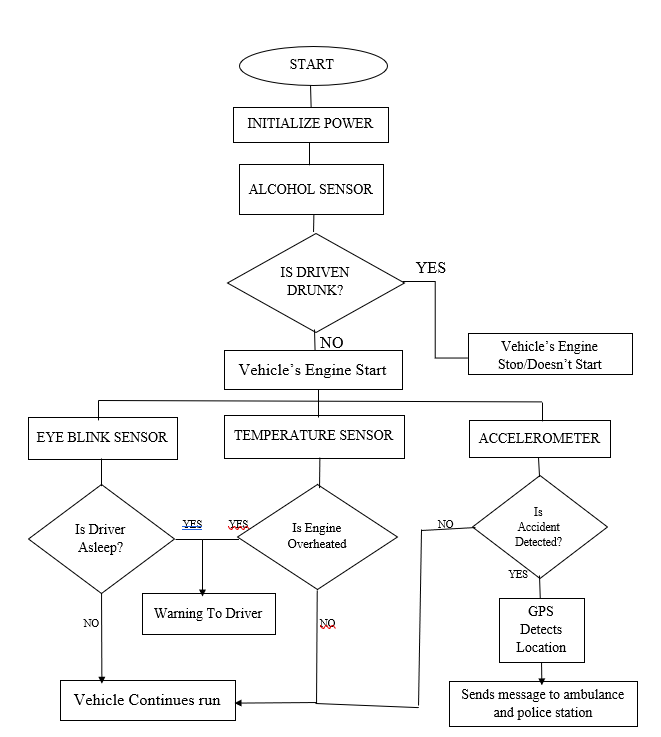 START
INITIALIZE POWER
ALCOHOL SENSOR
IS DRIVEN
DRUNK?
YES
NO
Vehicle's Engine
Stop/Doesn't Start
Vehicle's Engine Start
EYE BLINK SENSOR
TEMPERATURE SENSOR
ACCELEROMETER
Is Driver
Asleep?
YES
YES
Is Engine
Overheated
NO
Is
Accident
Detected?
YES
Warning To Driver
NO
NO
GPS
Detects
Location
Vehicle Continues run
Sends message to ambulance
and police station